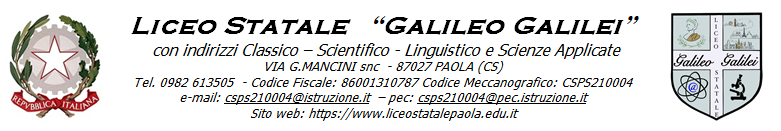 LICEO STATALE "GALILEO GALILEI"
con indirizzi Classico – Scientifico - Linguistico e Scienze Applicate
VIA G.MANCINI snc - 87027 PAOLA (CS)
Tel. 0982 613505 - Codice Fiscale: 86001310787 Codice Meccanografico: CSPS210004
e-mail: csps210004@istruzione.it – pec: csps210004@pec.istruzione.it
Sito web: https://www.liceostatalepaola.edu.it
REPVBBLICA ITALIANA
LICEO
Galileo Galilei
STATALE
@